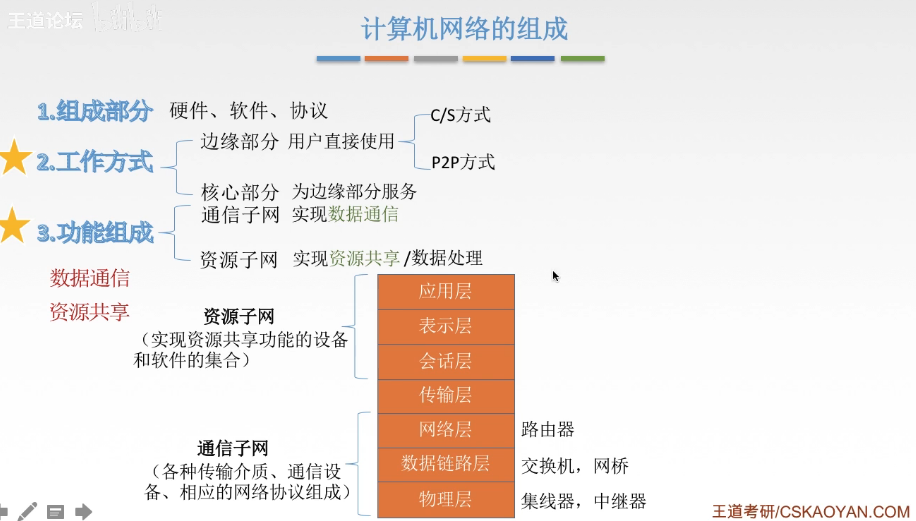 王道论坛
计算机网络的组成
1.组成部分 硬件、软件、协议
C/S方式
2.工作方式 边缘部分 用户直接使用
P2P方式
核心部分 为边缘部分服务
3.功能组成 通信子网 实现数据通信
资源子网 实现资源共享/数据处理
数据通信
资源共享
资源子网
（实现资源共享功能的设备
和软件的集合）
应用层
表示层
会话层
传输层
网络层 路由器
数据链路层 交换机，网桥
物理层 集线器，中继器
通信子网
（各种传输介质、通信设
备、相应的网络协议组成）
王道考研/CSKAOYAN.COM